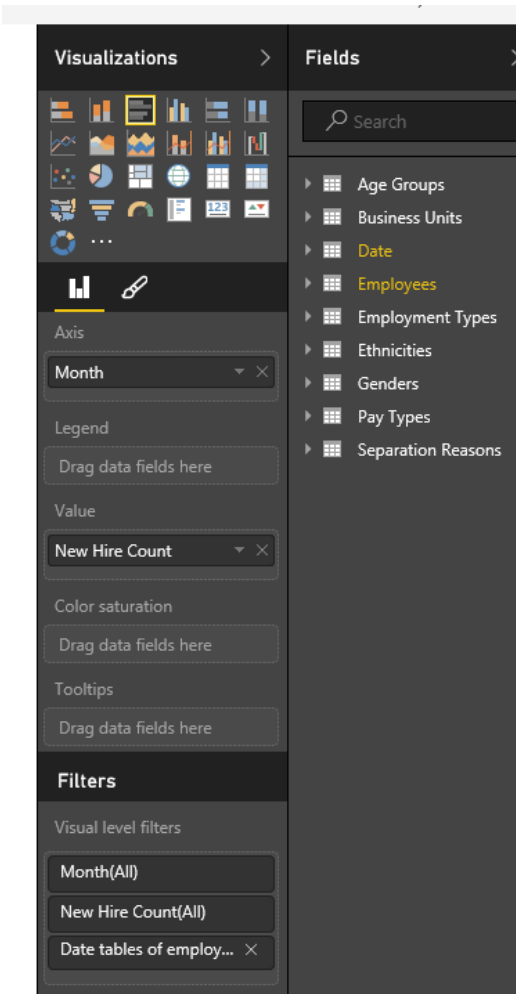 Visualizations
Fields
Search
123
Age Groups
Business Units
Date
Employees
Employment Types
Ethnicities
Genders
Pay Types
Separation Reasons
Axis
Month
Legend
Drag data fields here
Value
New Hire Count
Color saturation
Drag data fields here
Tooltips
Drag data fields here
Filters
Visual level filters
Month(All)
New Hire Count(All)
Date tables of employ...